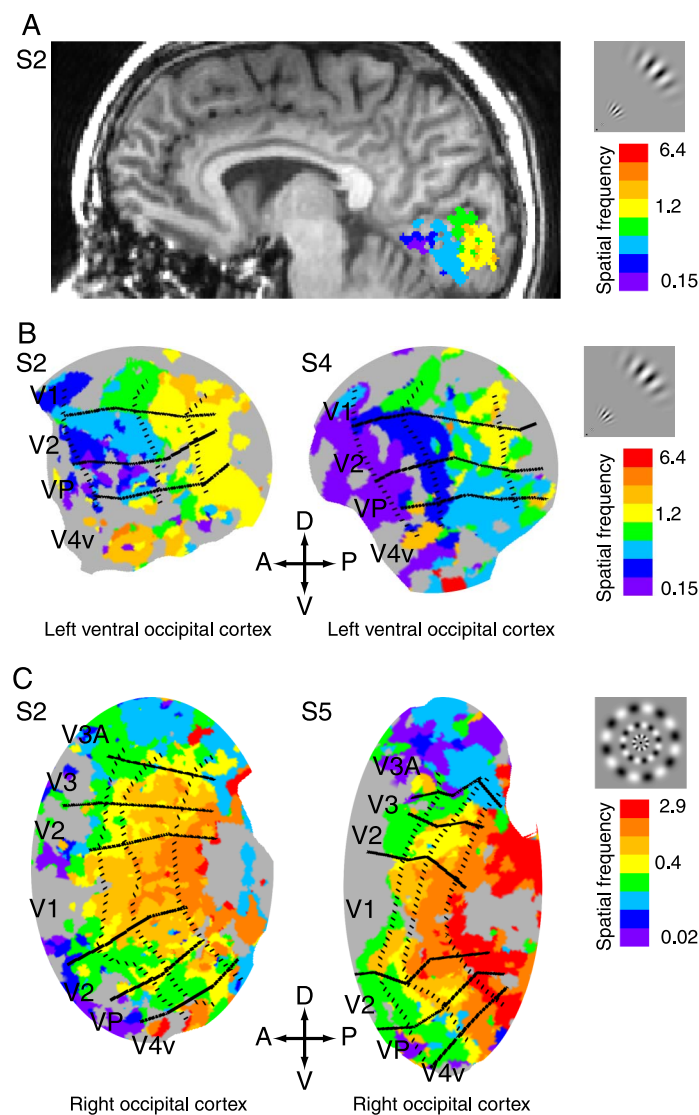 A
S2
6.4
1.2
0.15
Spatial frequency
B
S2
V1
V2
VP
V4v
S4
V1
V2
VP
V4v
D
A P
V
6.4
1.2
0.15
Spatial frequency
Left ventral occipital cortex
Left ventral occipital cortex
C
S2
V3A
V3
V2
V1
V2
VP
V4v
S5
V3A
V3
V2
V1
V2
VP
V4v
D
A P
V
2.9
0.4
0.02
Spatial frequency
Right occipital cortex
Right occipital cortex